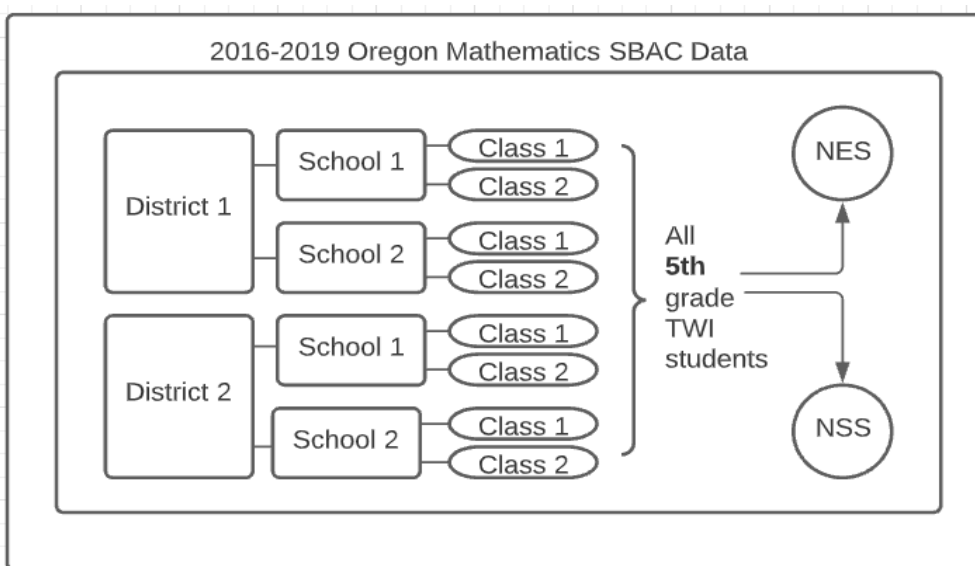 2016-2019 Oregon Mathematics SBAC Data
District 1
School 1
Class 1
Class 2
School 2
Class 1
Class 2
District 2
School 1
Class 1
Class 2
School 2
Class 1
Class 2
All
5th
grade
TWI
students
NES
NSS